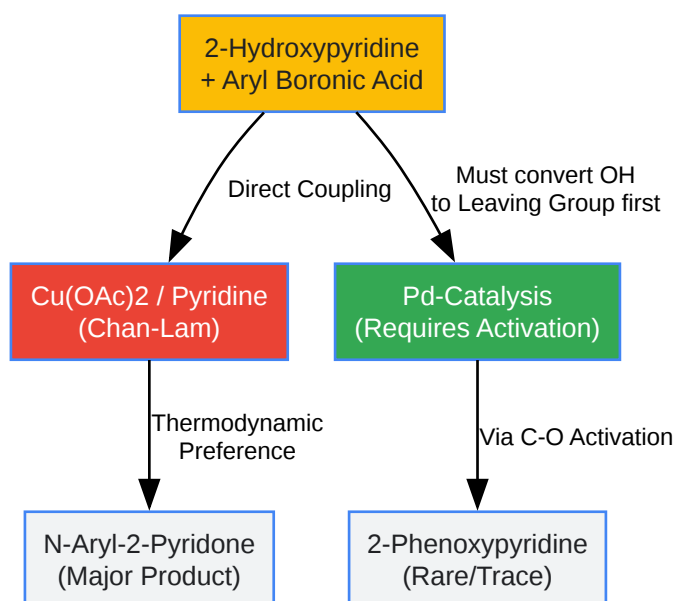 2-Hydroxypyridine
+ Aryl Boronic Acid
Direct Coupling
Must convert OH
to Leaving Group first
Cu(OAc)2 / Pyridine
(Chan-Lam)
Pd-Catalysis
(Requires Activation)
Thermodynamic
Preference
Via C-O Activation
N-Aryl-2-Pyridone
(Major Product)
2-Phenoxypyridine
(Rare/Trace)